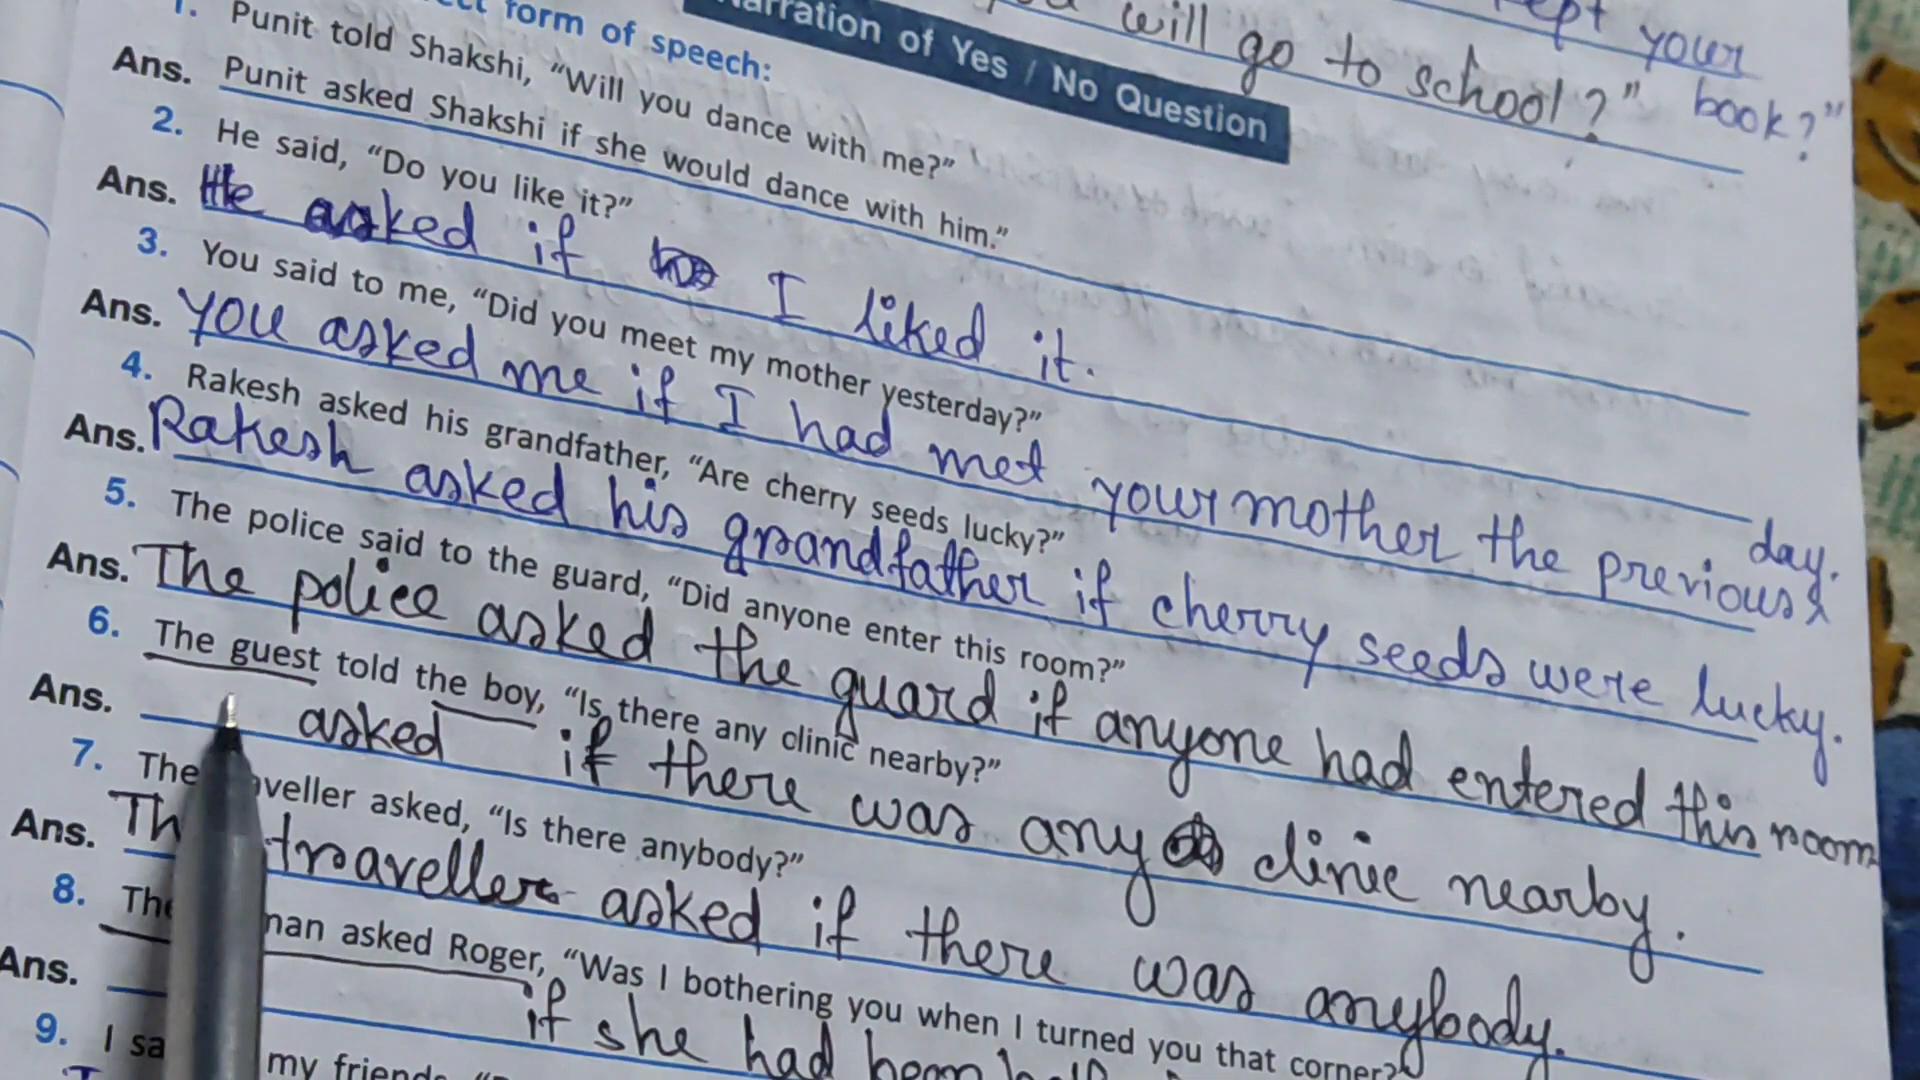 ept your
will go to school?" book?"
form of speech:
rration of Yes / No Question
1. Punit told Shakshi, "Will you dance with me?"
Ans. Punit asked Shakshi if she would dance with him."
2. He said, "Do you like it?"
Ans. He asked if I liked it.
3. You said to me, "Did you meet my mother yesterday?"
Ans. You asked me if I had met your mother the previous day.
4. Rakesh asked his grandfather, "Are cherry seeds lucky?"
Ans. Rakesh asked his grandfather if cherry seeds were lucky.
5. The police said to the guard, "Did anyone enter this room?"
Ans. The police asked the guard if anyone had entered this room
6. The guest told the boy, "Is there any clinic nearby?"
Ans. asked if there was any clinic nearby.
7. The veller asked, "Is there anybody?"
Ans. Th traveller asked if there was anybody.
8. The man asked Roger, "Was I bothering you when I turned you that corner?
Ans. if she had been
9. I sa my friends